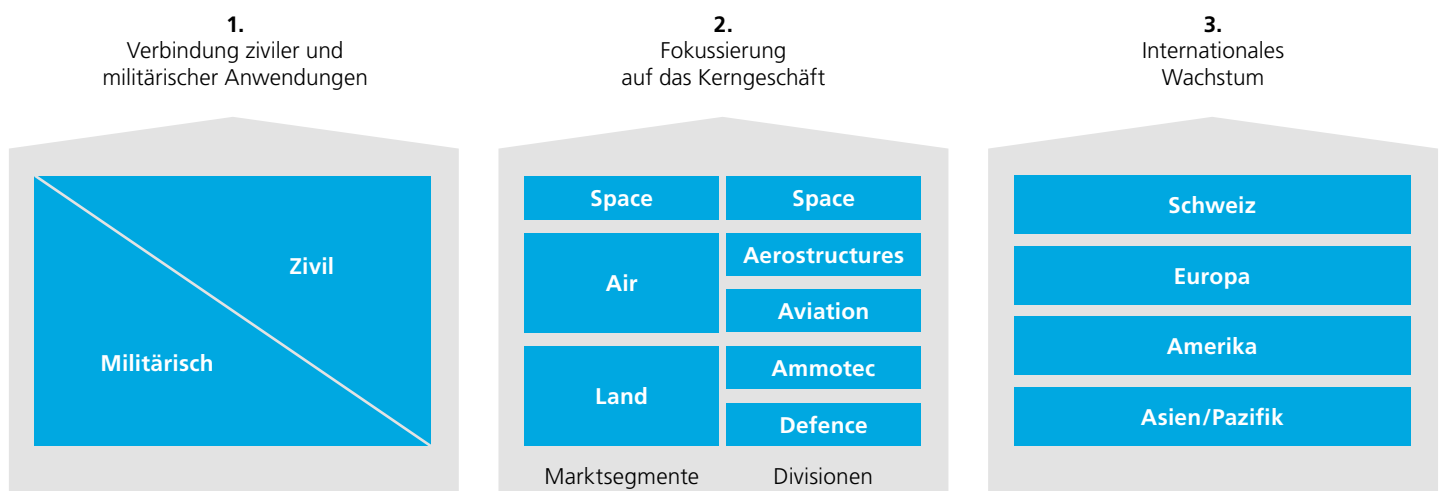 1.
Verbindung ziviler und
militärischer Anwendungen
Zivil
Militärisch
2.
Fokussierung
auf das Kerngeschäft
Space
Space
Air
Aerostructures
Aviation
Land
Ammotec
Defence
Marktsegmente
Divisionen
3.
Internationales
Wachstum
Schweiz
Europa
Amerika
Asien/Pazifik